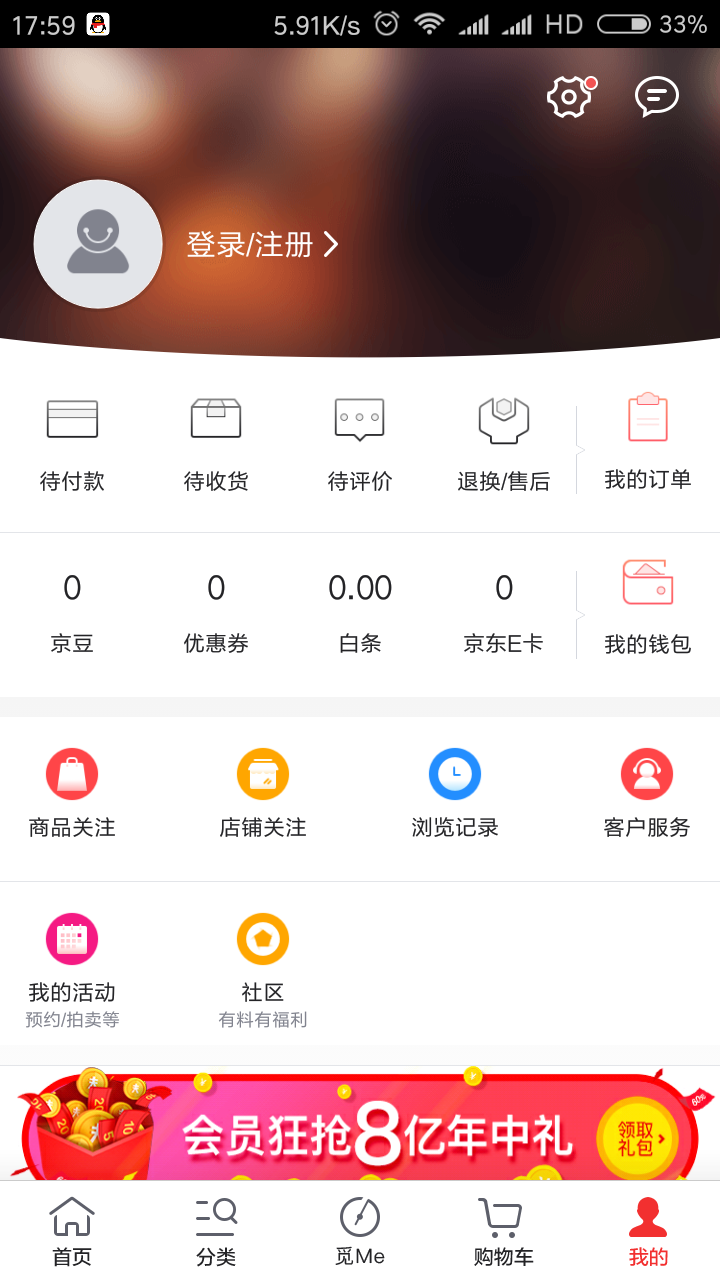 17:59 5.91K/s HD 33%
登录/注册
待付款 待收货 待评价 退换/售后 我的订单
0 0 0.00 0
京豆 优惠券 白条 京东E卡 我的钱包
商品关注 店铺关注 浏览记录 客户服务
我的活动 社区
预约/拍卖等 有料有福利
会员狂抢8亿年中礼
领取
礼包
首页 分类 觅Me 购物车 我的